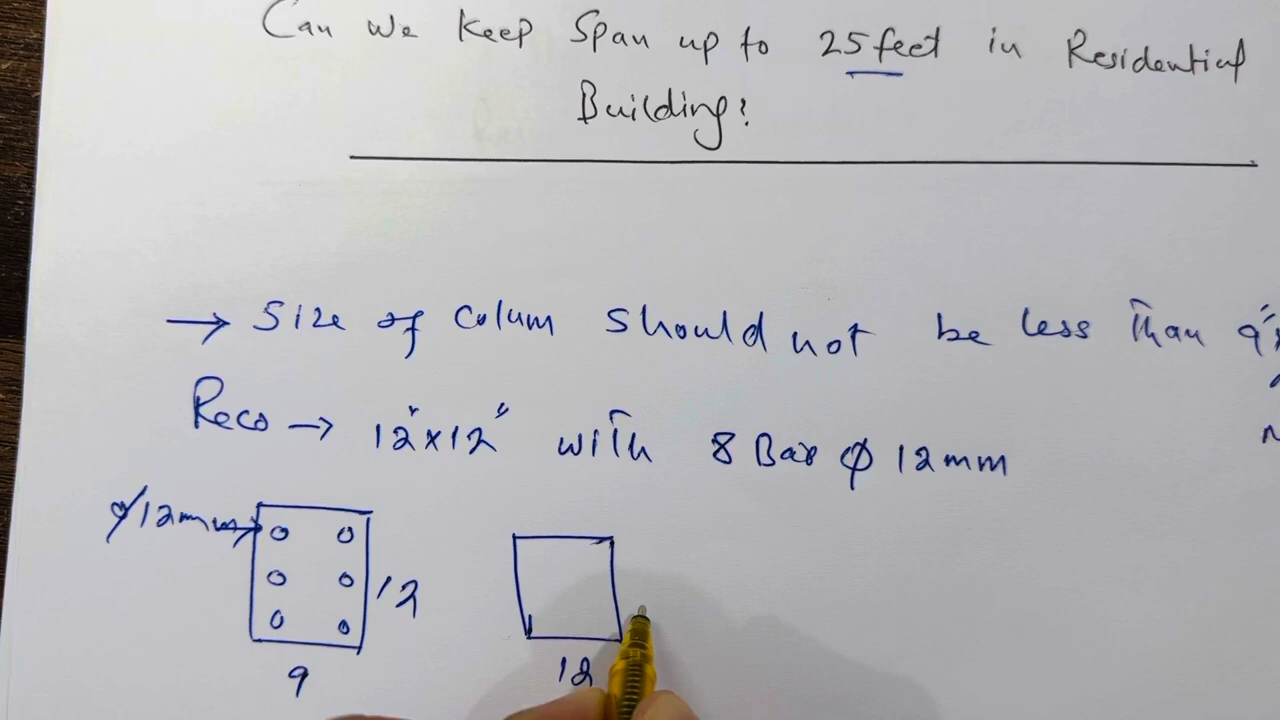 Can We Keep Span up to 25 feet in Residential
Building?
→ Size of Colum should not be less Than 9"
Reco → 12"x12" with 8 Bar ϕ 12mm
ϕ12mm
12
9
12